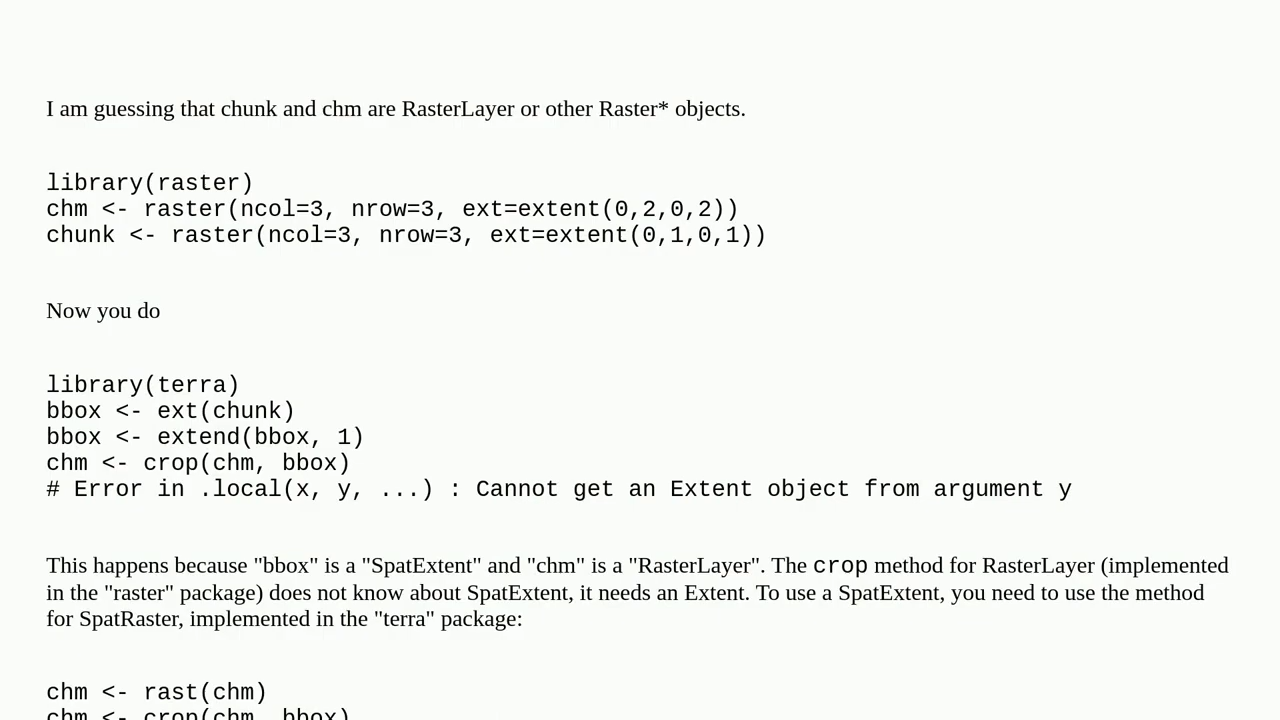 I am guessing that chunk and chm are RasterLayer or other Raster* objects.
library(raster)
chm <- raster(ncol=3, nrow=3, ext=extent(0,2,0,2))
chunk <- raster(ncol=3, nrow=3, ext=extent(0,1,0,1))
Now you do
library(terra)
bbox <- ext(chunk)
bbox <- extend(bbox, 1)
chm <- crop(chm, bbox)
# Error in .local(x, y, ...) : Cannot get an Extent object from argument y
This happens because "bbox" is a "SpatExtent" and "chm" is a "RasterLayer". The crop method for RasterLayer (implemented
in the "raster" package) does not know about SpatExtent, it needs an Extent. To use a SpatExtent, you need to use the method
for SpatRaster, implemented in the "terra" package:
chm <- rast(chm)
chm <- crop(chm, bbox)